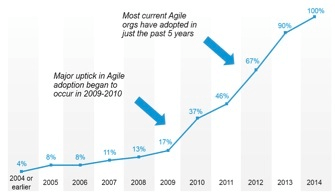 Most current Agile
orgs have adopted in
just the past 5 years
100%
90%
67%
Major uptick in Agile
adoption began to
occur in 2009-2010
46%
37%
17%
13%
11%
8%
8%
4%
2004 or
earlier
2005
2006
2007
2008
2009
2010
2011
2012
2013
2014